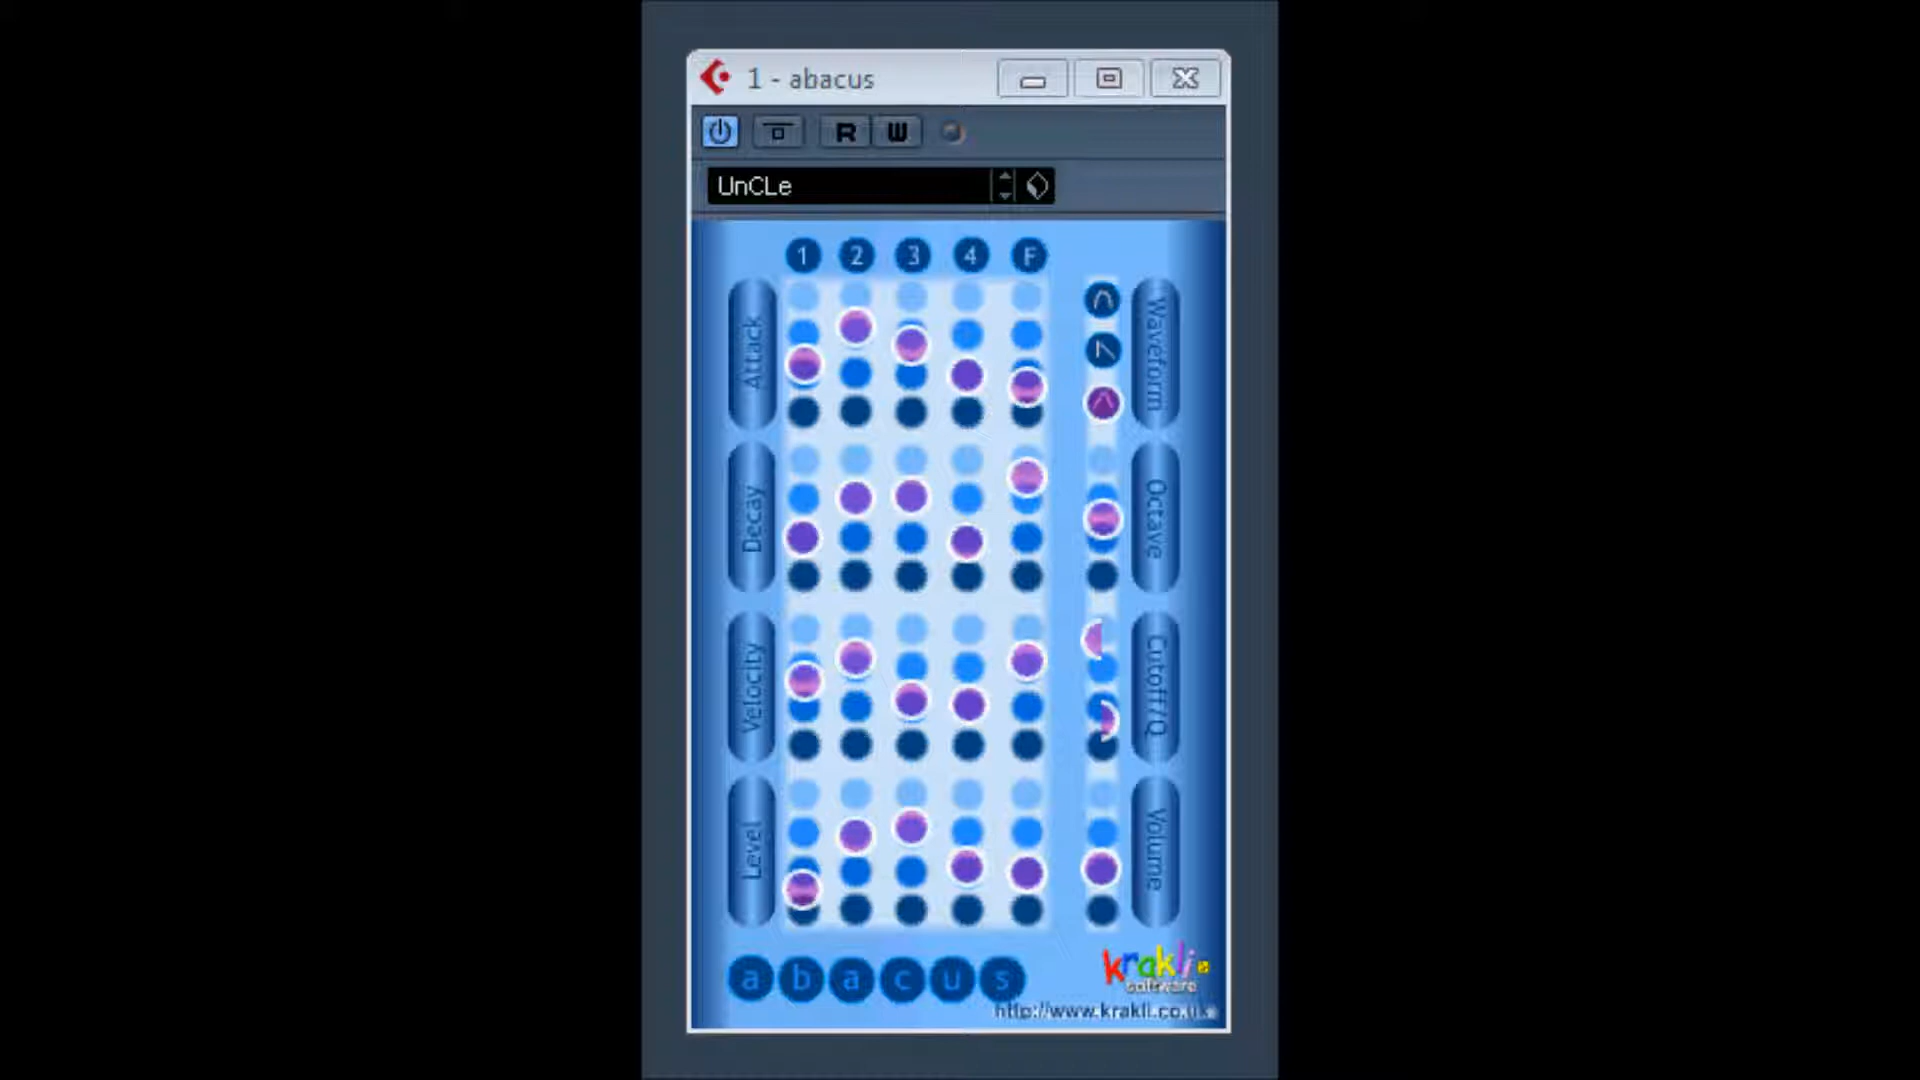 1 - abacus
R W
UnCLe
1 2 3 4 F
Attack
Waveform
Decay
Octave
Velocity
Cutoff/Q
Level
Volume
abacus
krakli
software
http://www.krakli.co.uk